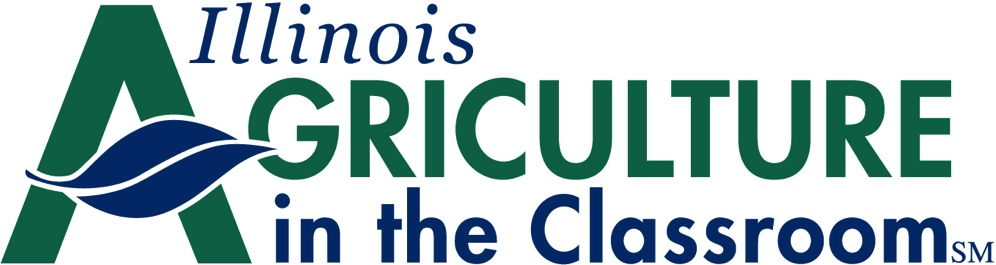 Illinois
AGRICULTURE
in the Classroom SM